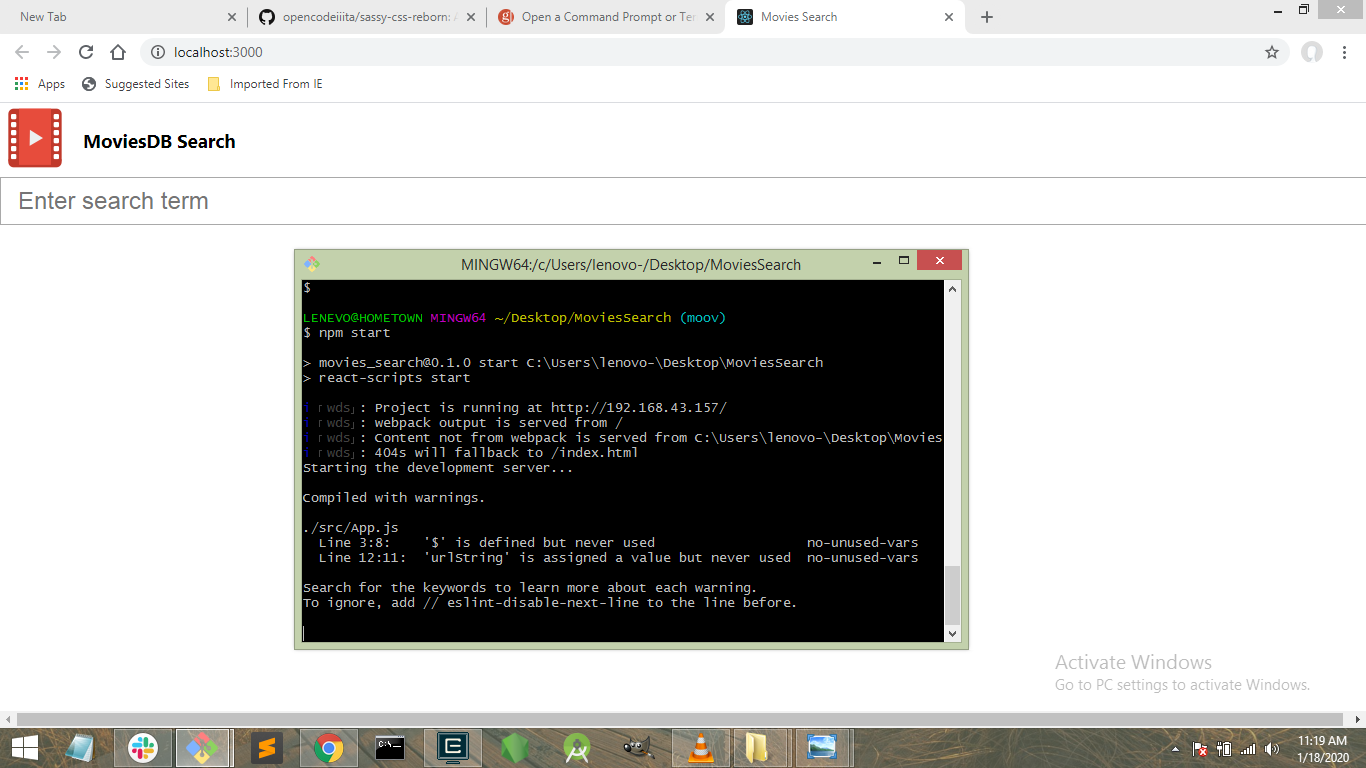 New Tab
opencodeiiita/sassy-css-reborn: A
Open a Command Prompt or Ter
Movies Search
localhost:3000
Apps
Suggested Sites
Imported From IE
MoviesDB Search
Enter search term
MINGW64:/c/Users/lenovo-/Desktop/MoviesSearch
$
LENEVO@HOMETOWN MINGW64 ~/Desktop/MoviesSearch (moov)
$ npm start
> movies_search@0.1.0 start C:\Users\lenovo-\Desktop\MoviesSearch
> react-scripts start
i ｢wds｣: Project is running at http://192.168.43.157/
i ｢wds｣: webpack output is served from /
i ｢wds｣: Content not from webpack is served from C:\Users\lenovo-\Desktop\Movies
i ｢wds｣: 404s will fallback to /index.html
Starting the development server...
Compiled with warnings.
./src/App.js
Line 3:8: '$' is defined but never used no-unused-vars
Line 12:11: 'urlString' is assigned a value but never used no-unused-vars
Search for the keywords to learn more about each warning.
To ignore, add // eslint-disable-next-line to the line before.
Activate Windows
Go to PC settings to activate Windows.
11:19 AM
1/18/2020